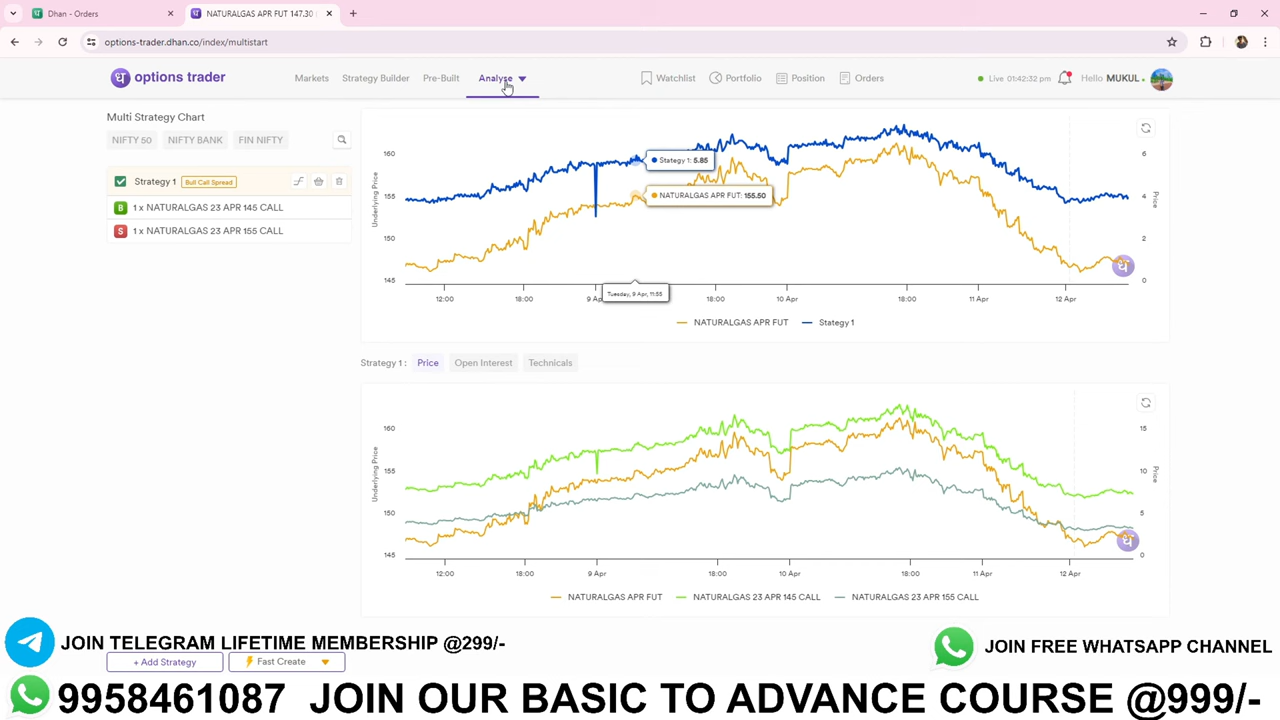 Dhan - Orders
NATURALGAS APR FUT 147.30
options-trader.dhan.co/index/multistart
options trader
Markets
Strategy Builder
Pre-Built
Analyse
Watchlist
Portfolio
Position
Orders
Live 01:42:32 pm
Hello MUKUL
Multi Strategy Chart
NIFTY 50
NIFTY BANK
FIN NIFTY
Strategy 1
Bull Call Spread
B
1 x NATURALGAS 23 APR 145 CALL
S
1 x NATURALGAS 23 APR 155 CALL
Underlying Price
160
155
150
145
6
4
2
0
Price
Stategy 1: 5.85
NATURALGAS APR FUT: 155.50
Tuesday, 9 Apr, 11:55
12:00
18:00
9 Ap
18:00
10 Apr
18:00
11 Apr
12 Apr
NATURALGAS APR FUT
Stategy 1
Strategy 1 :
Price
Open Interest
Technicals
Underlying Price
160
155
150
145
15
10
5
0
Price
12:00
18:00
9 Apr
18:00
10 Apr
18:00
11 Apr
12 Apr
NATURALGAS APR FUT
NATURALGAS 23 APR 145 CALL
NATURALGAS 23 APR 155 CALL
JOIN TELEGRAM LIFETIME MEMBERSHIP @299/-
JOIN FREE WHATSAPP CHANNEL
+ Add Strategy
Fast Create
9958461087 JOIN OUR BASIC TO ADVANCE COURSE @999/-